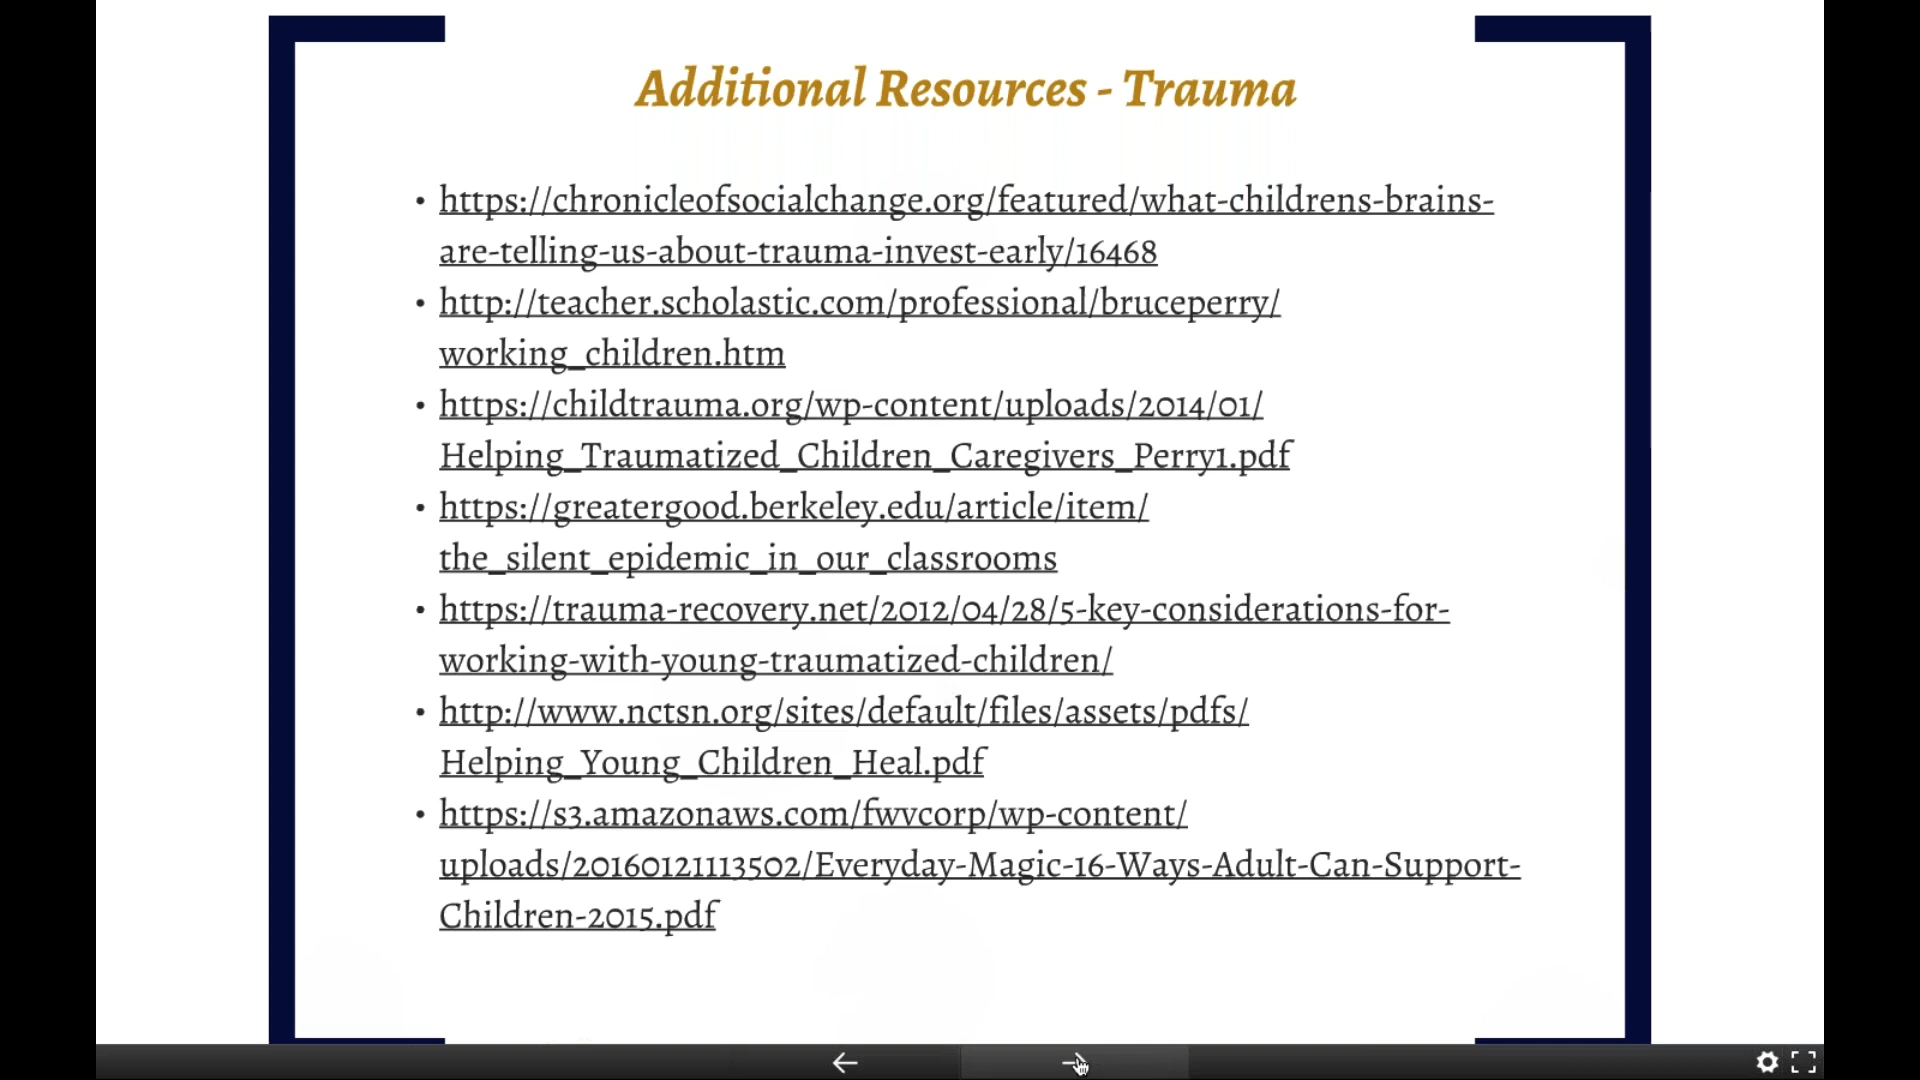 Additional Resources - Trauma
• https://chronicleofsocialchange.org/featured/what-childrens-brains-
are-telling-us-about-trauma-invest-early/16468
• http://teacher.scholastic.com/professional/bruceperry/
working_children.htm
• https://childtrauma.org/wp-content/uploads/2014/01/
Helping_Traumatized_Children_Caregivers_Perry1.pdf
• https://greatergood.berkeley.edu/article/item/
the_silent_epidemic_in_our_classrooms
• https://trauma-recovery.net/2012/04/28/5-key-considerations-for-
working-with-young-traumatized-children/
• http://www.nctsn.org/sites/default/files/assets/pdfs/
Helping_Young_Children_Heal.pdf
• https://s3.amazonaws.com/fwvcorp/wp-content/
uploads/20160121113502/Everyday-Magic-16-Ways-Adult-Can-Support-
Children-2015.pdf